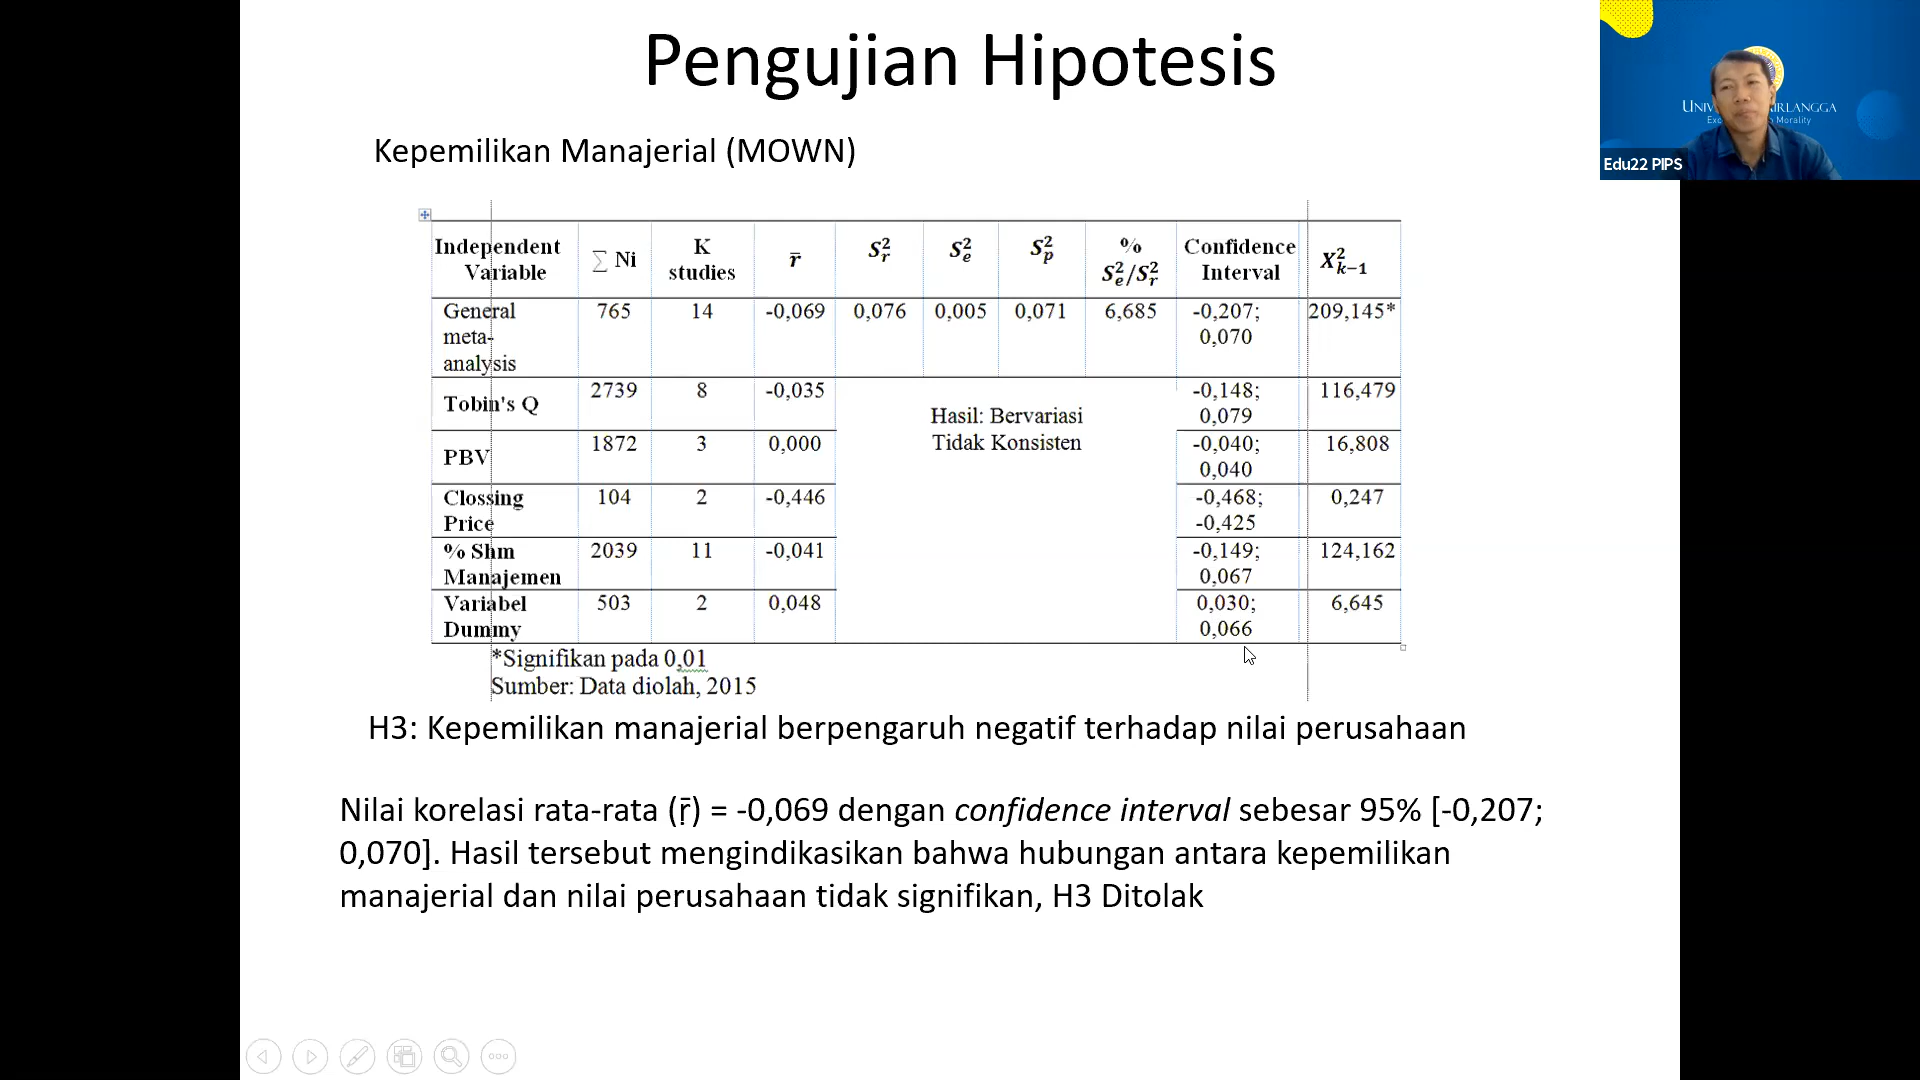 Pengujian Hipotesis
Kepemilikan Manajerial (MOWN)
Independent Variable ∑ Ni K studies r̄ S²r S²e S²p % S²e/S²r Confidence Interval X²k−1
General meta-analysis 765 14 -0,069 0,076 0,005 0,071 6,685 -0,207; 0,070 209,145*
Tobin's Q 2739 8 -0,035 -0,148; 0,079 116,479
Hasil: Bervariasi
Tidak Konsisten
PBV 1872 3 0,000 -0,040; 0,040 16,808
Clossing Price 104 2 -0,446 -0,468; -0,425 0,247
% Shm Manajemen 2039 11 -0,041 -0,149; 0,067 124,162
Variabel Dummy 503 2 0,048 0,030; 0,066 6,645
*Signifikan pada 0,01
Sumber: Data diolah, 2015
H3: Kepemilikan manajerial berpengaruh negatif terhadap nilai perusahaan
Nilai korelasi rata-rata (r̄) = -0,069 dengan confidence interval sebesar 95% [-0,207;
0,070]. Hasil tersebut mengindikasikan bahwa hubungan antara kepemilikan
manajerial dan nilai perusahaan tidak signifikan, H3 Ditolak
Edu22 PIPS